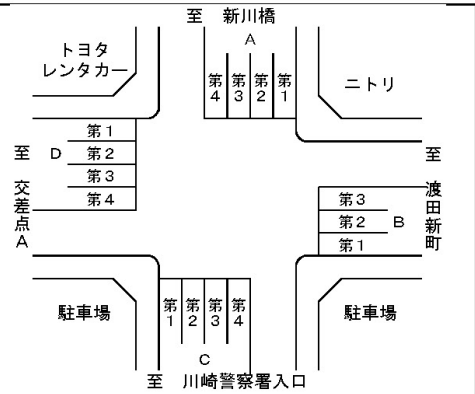 至 新川橋
A
トヨタ
レンタカー
ニトリ
第4
第3
第2
第1
至 交差点A
D
第1
第2
第3
第4
第3
第2
第1
B
至 渡田新町
駐車場
第1
第2
第3
第4
C
駐車場
至 川崎警察署入口